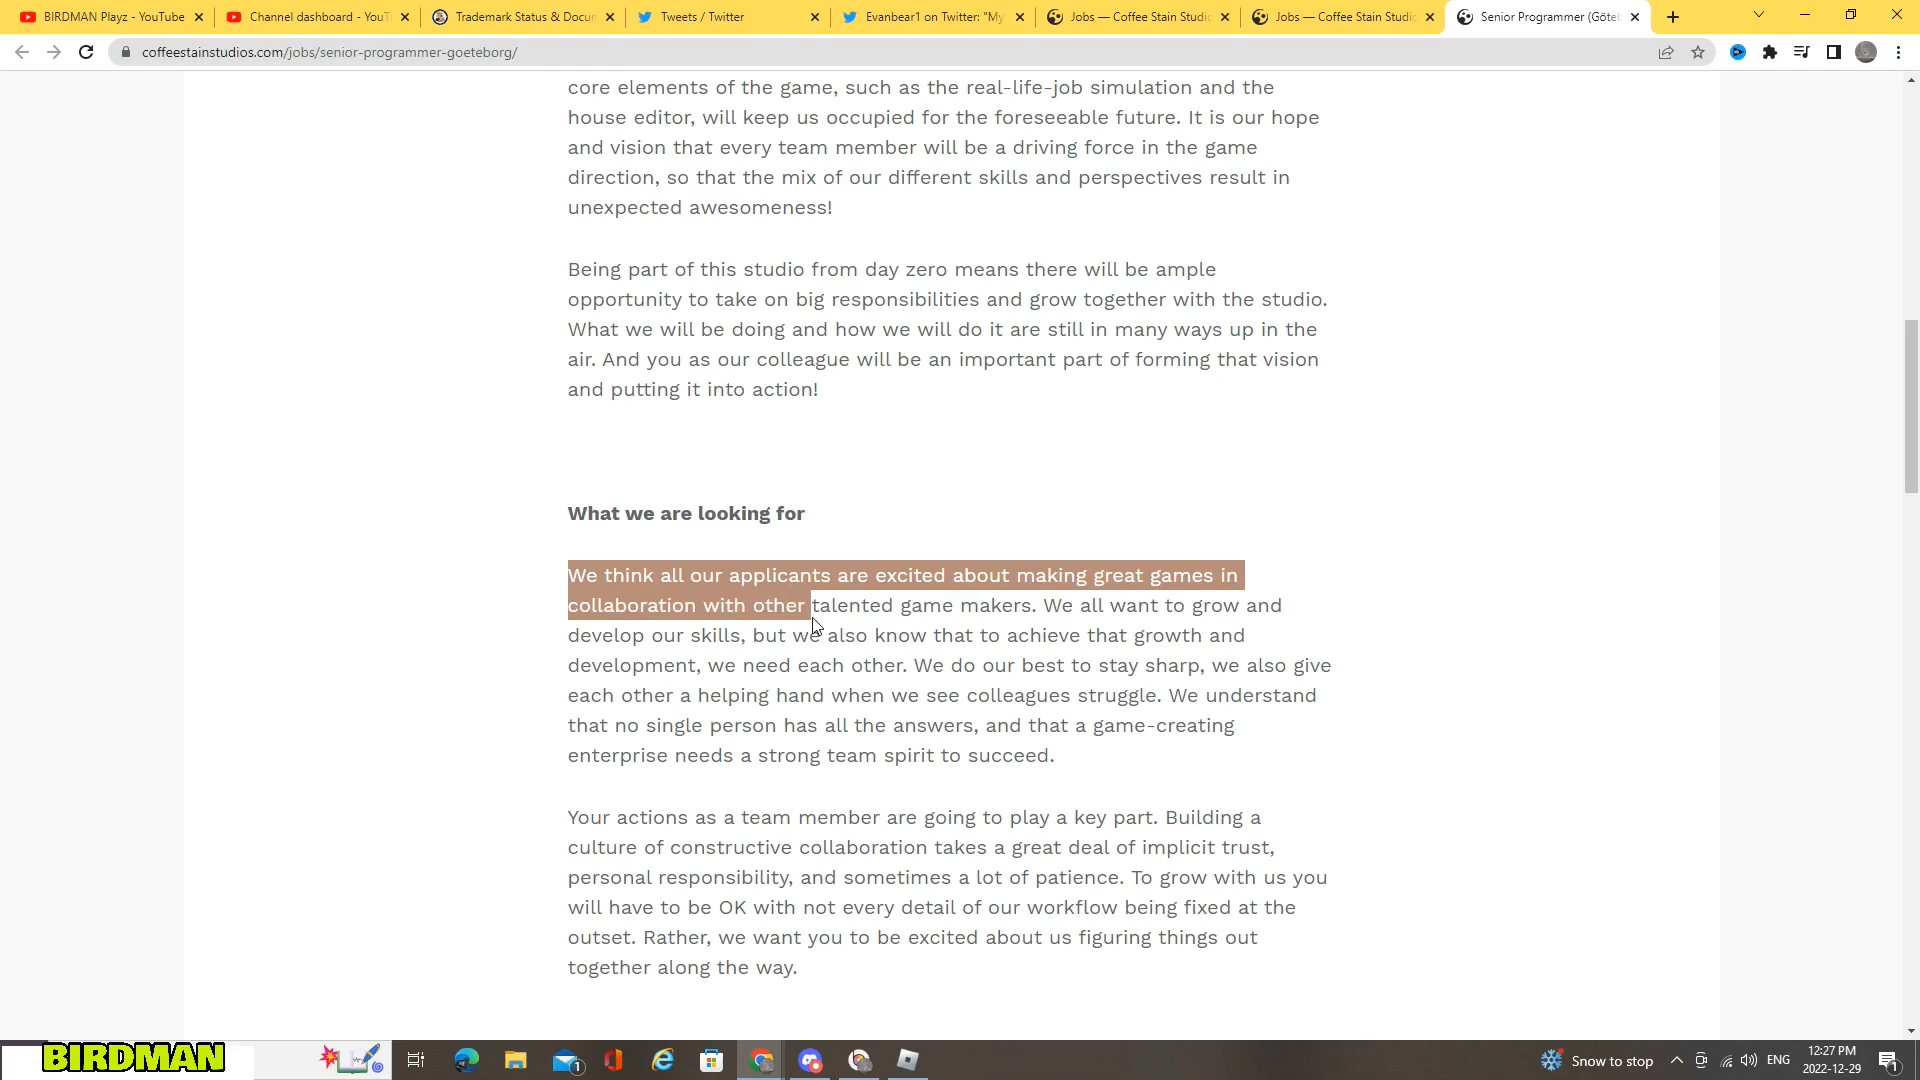 BIRDMAN Playz - YouTube
Channel dashboard - YouT
Trademark Status & Docun
Tweets / Twitter
Evanbear1 on Twitter: "My
Jobs — Coffee Stain Studio
Jobs — Coffee Stain Studio
Senior Programmer (Göteb
coffeestainstudios.com/jobs/senior-programmer-goeteborg/
core elements of the game, such as the real-life-job simulation and the
house editor, will keep us occupied for the foreseeable future. It is our hope
and vision that every team member will be a driving force in the game
direction, so that the mix of our different skills and perspectives result in
unexpected awesomeness!
Being part of this studio from day zero means there will be ample
opportunity to take on big responsibilities and grow together with the studio.
What we will be doing and how we will do it are still in many ways up in the
air. And you as our colleague will be an important part of forming that vision
and putting it into action!
What we are looking for
We think all our applicants are excited about making great games in
collaboration with other talented game makers. We all want to grow and
develop our skills, but we also know that to achieve that growth and
development, we need each other. We do our best to stay sharp, we also give
each other a helping hand when we see colleagues struggle. We understand
that no single person has all the answers, and that a game-creating
enterprise needs a strong team spirit to succeed.
Your actions as a team member are going to play a key part. Building a
culture of constructive collaboration takes a great deal of implicit trust,
personal responsibility, and sometimes a lot of patience. To grow with us you
will have to be OK with not every detail of our workflow being fixed at the
outset. Rather, we want you to be excited about us figuring things out
together along the way.
BIRDMAN
1
Snow to stop
ENG
12:27 PM
2022-12-29
1